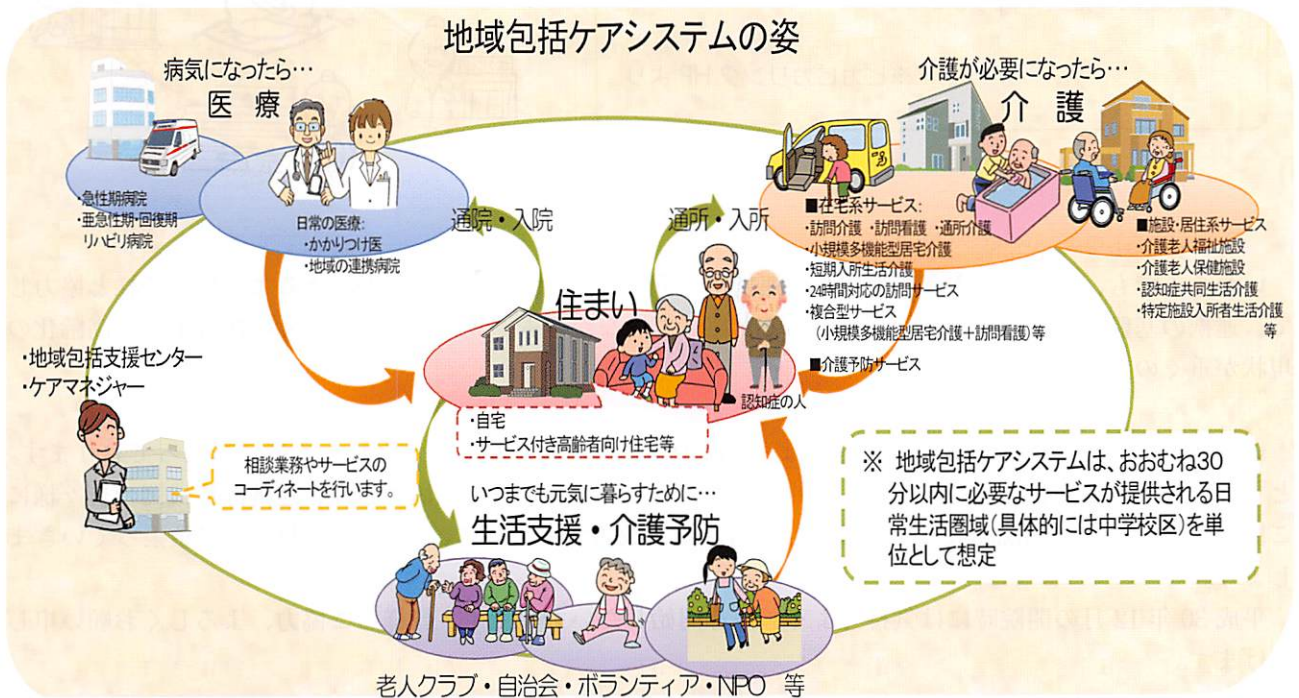 地域包括ケアシステムの姿
病気になったら…
医療
・急性期病院
・亜急性期・回復期
リハビリ病院
日常の医療:
・かかりつけ医
・地域の連携病院
通院・入院
介護が必要になったら…
介護
■在宅系サービス:
・訪問介護 ・訪問看護 ・通所介護
・小規模多機能型居宅介護
・短期入所生活介護
・24時間対応の訪問サービス
・複合型サービス
(小規模多機能型居宅介護+訪問看護)等
■介護予防サービス
■施設・居住系サービス
・介護老人福祉施設
・介護老人保健施設
・認知症共同生活介護
・特定施設入所者生活介護
等
通所・入所
住まい
認知症の人
・自宅
・サービス付き高齢者向け住宅等
・地域包括支援センター
・ケアマネジャー
相談業務やサービスの
コーディネートを行います。
いつまでも元気に暮らすために…
生活支援・介護予防
老人クラブ・自治会・ボランティア・NPO 等
※ 地域包括ケアシステムは、おおむね30
分以内に必要なサービスが提供される日
常生活圏域(具体的には中学校区)を単
位として想定